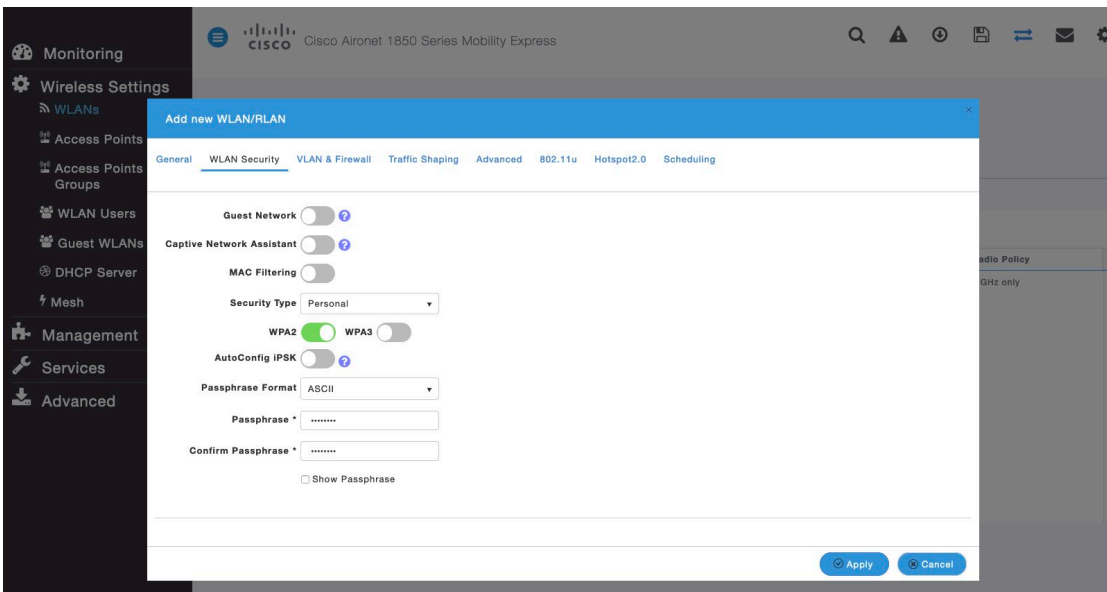 CISCO Cisco Aironet 1850 Series Mobility Express
Monitoring
Wireless Settings
WLANs
Access Points
Access Points
Groups
WLAN Users
Guest WLANs
DHCP Server
Mesh
Management
Services
Advanced
Add new WLAN/RLAN
General WLAN Security VLAN & Firewall Traffic Shaping Advanced 802.11u Hotspot2.0 Scheduling
Guest Network ?
Captive Network Assistant ?
MAC Filtering
Security Type Personal
WPA2 WPA3
AutoConfig iPSK ?
Passphrase Format ASCII
Passphrase * ••••••••
Confirm Passphrase * ••••••••
Show Passphrase
Apply Cancel
Policy
GHz only